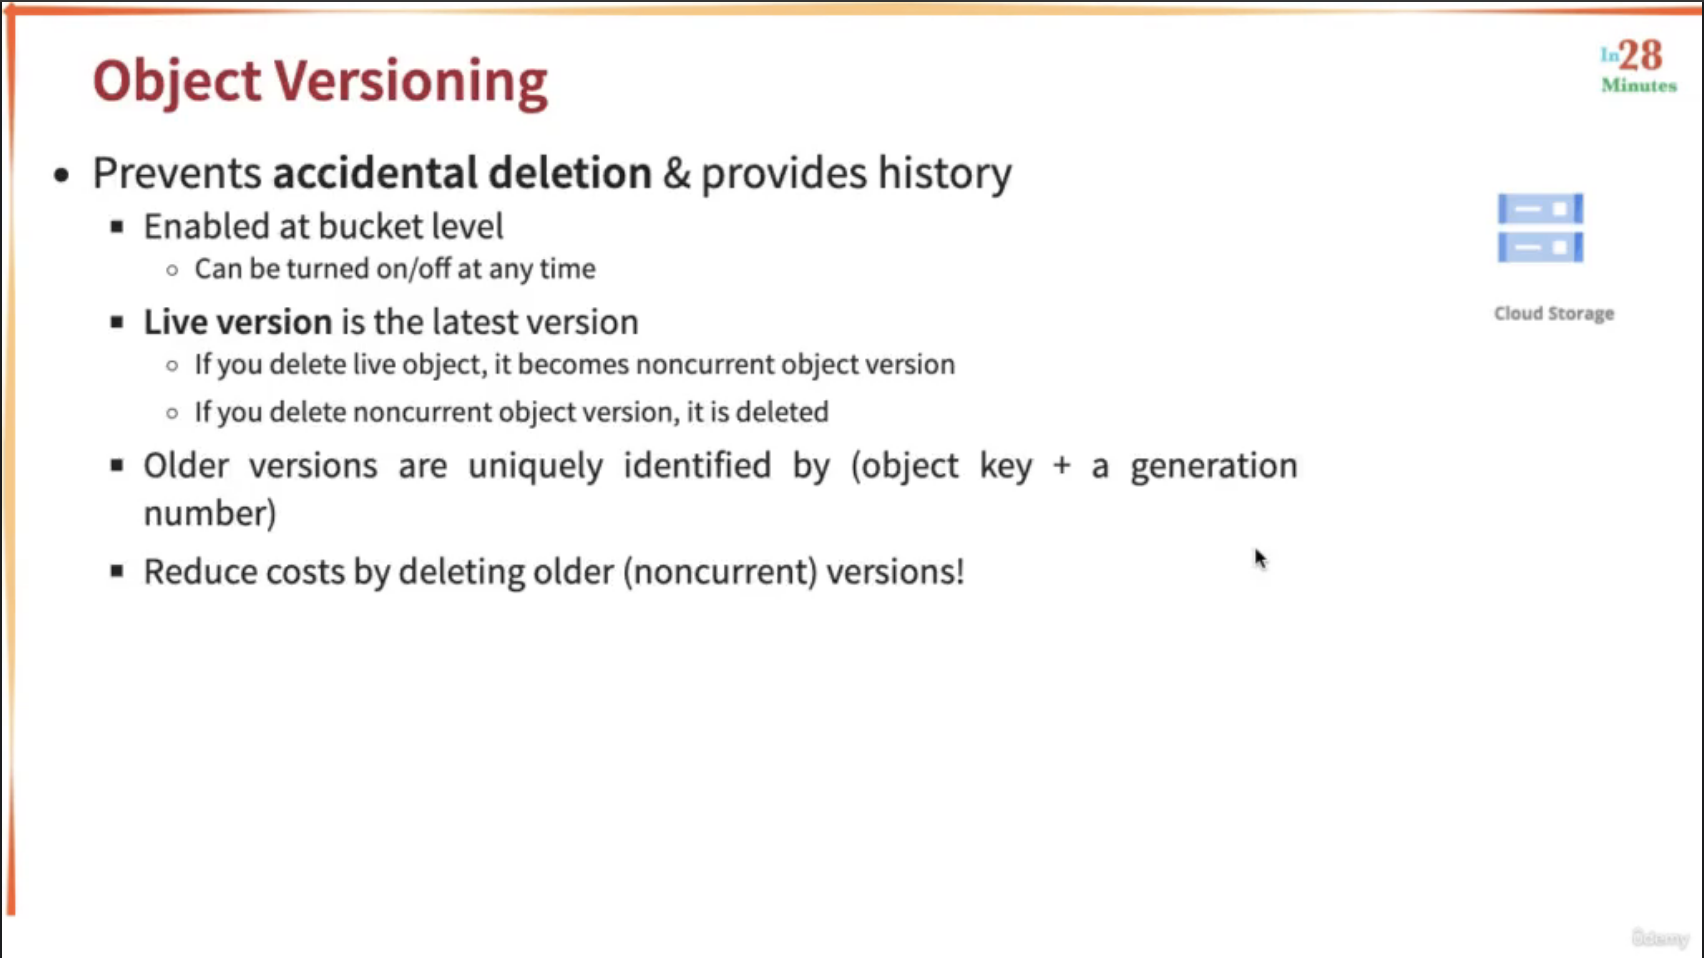 Object Versioning
In28
Minutes
• Prevents accidental deletion & provides history
▪ Enabled at bucket level
○ Can be turned on/off at any time
▪ Live version is the latest version
○ If you delete live object, it becomes noncurrent object version
○ If you delete noncurrent object version, it is deleted
▪ Older versions are uniquely identified by (object key + a generation
number)
▪ Reduce costs by deleting older (noncurrent) versions!
Cloud Storage
ûdemy